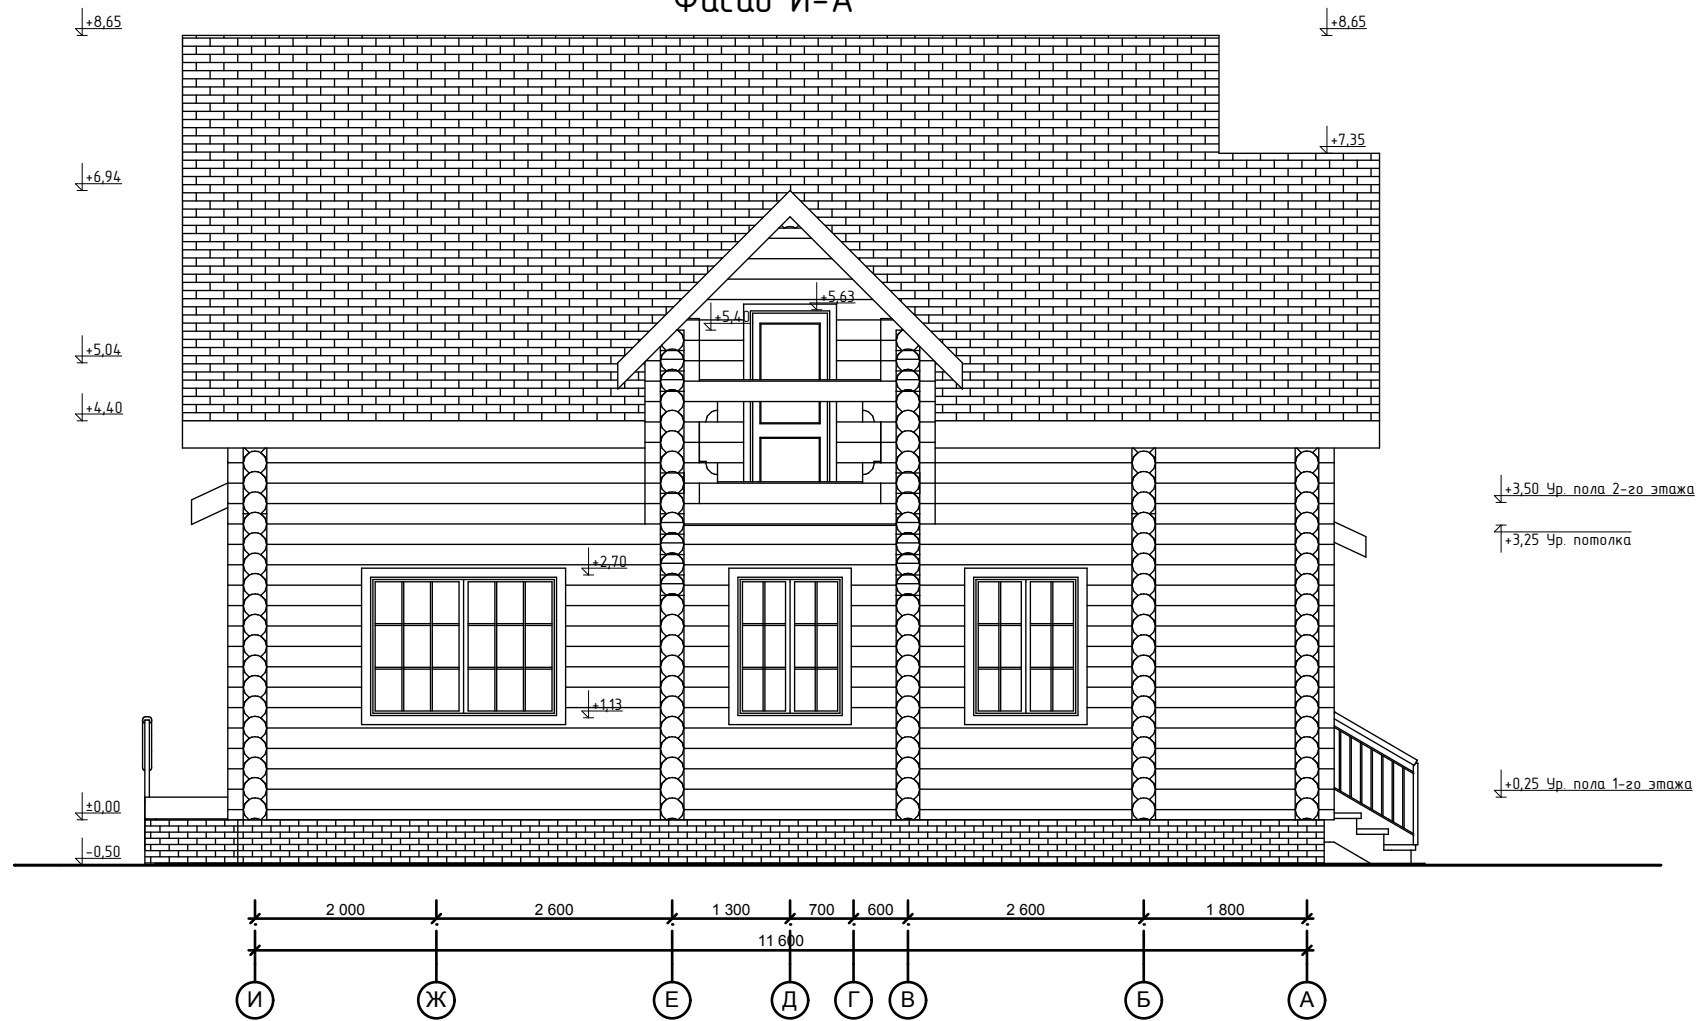 Фасад И-А
+8,65
+8,65
+7,35
+6,94
+5,63
+5,40
+5,04
+4,40
+3,50 Ур. пола 2-го этажа
+3,25 Ур. потолка
+2,70
+1,13
+0,25 Ур. пола 1-го этажа
±0,00
-0,50
2 000 2 600 1 300 700 600 2 600 1 800
11 600
И Ж Е Д Г В Б А